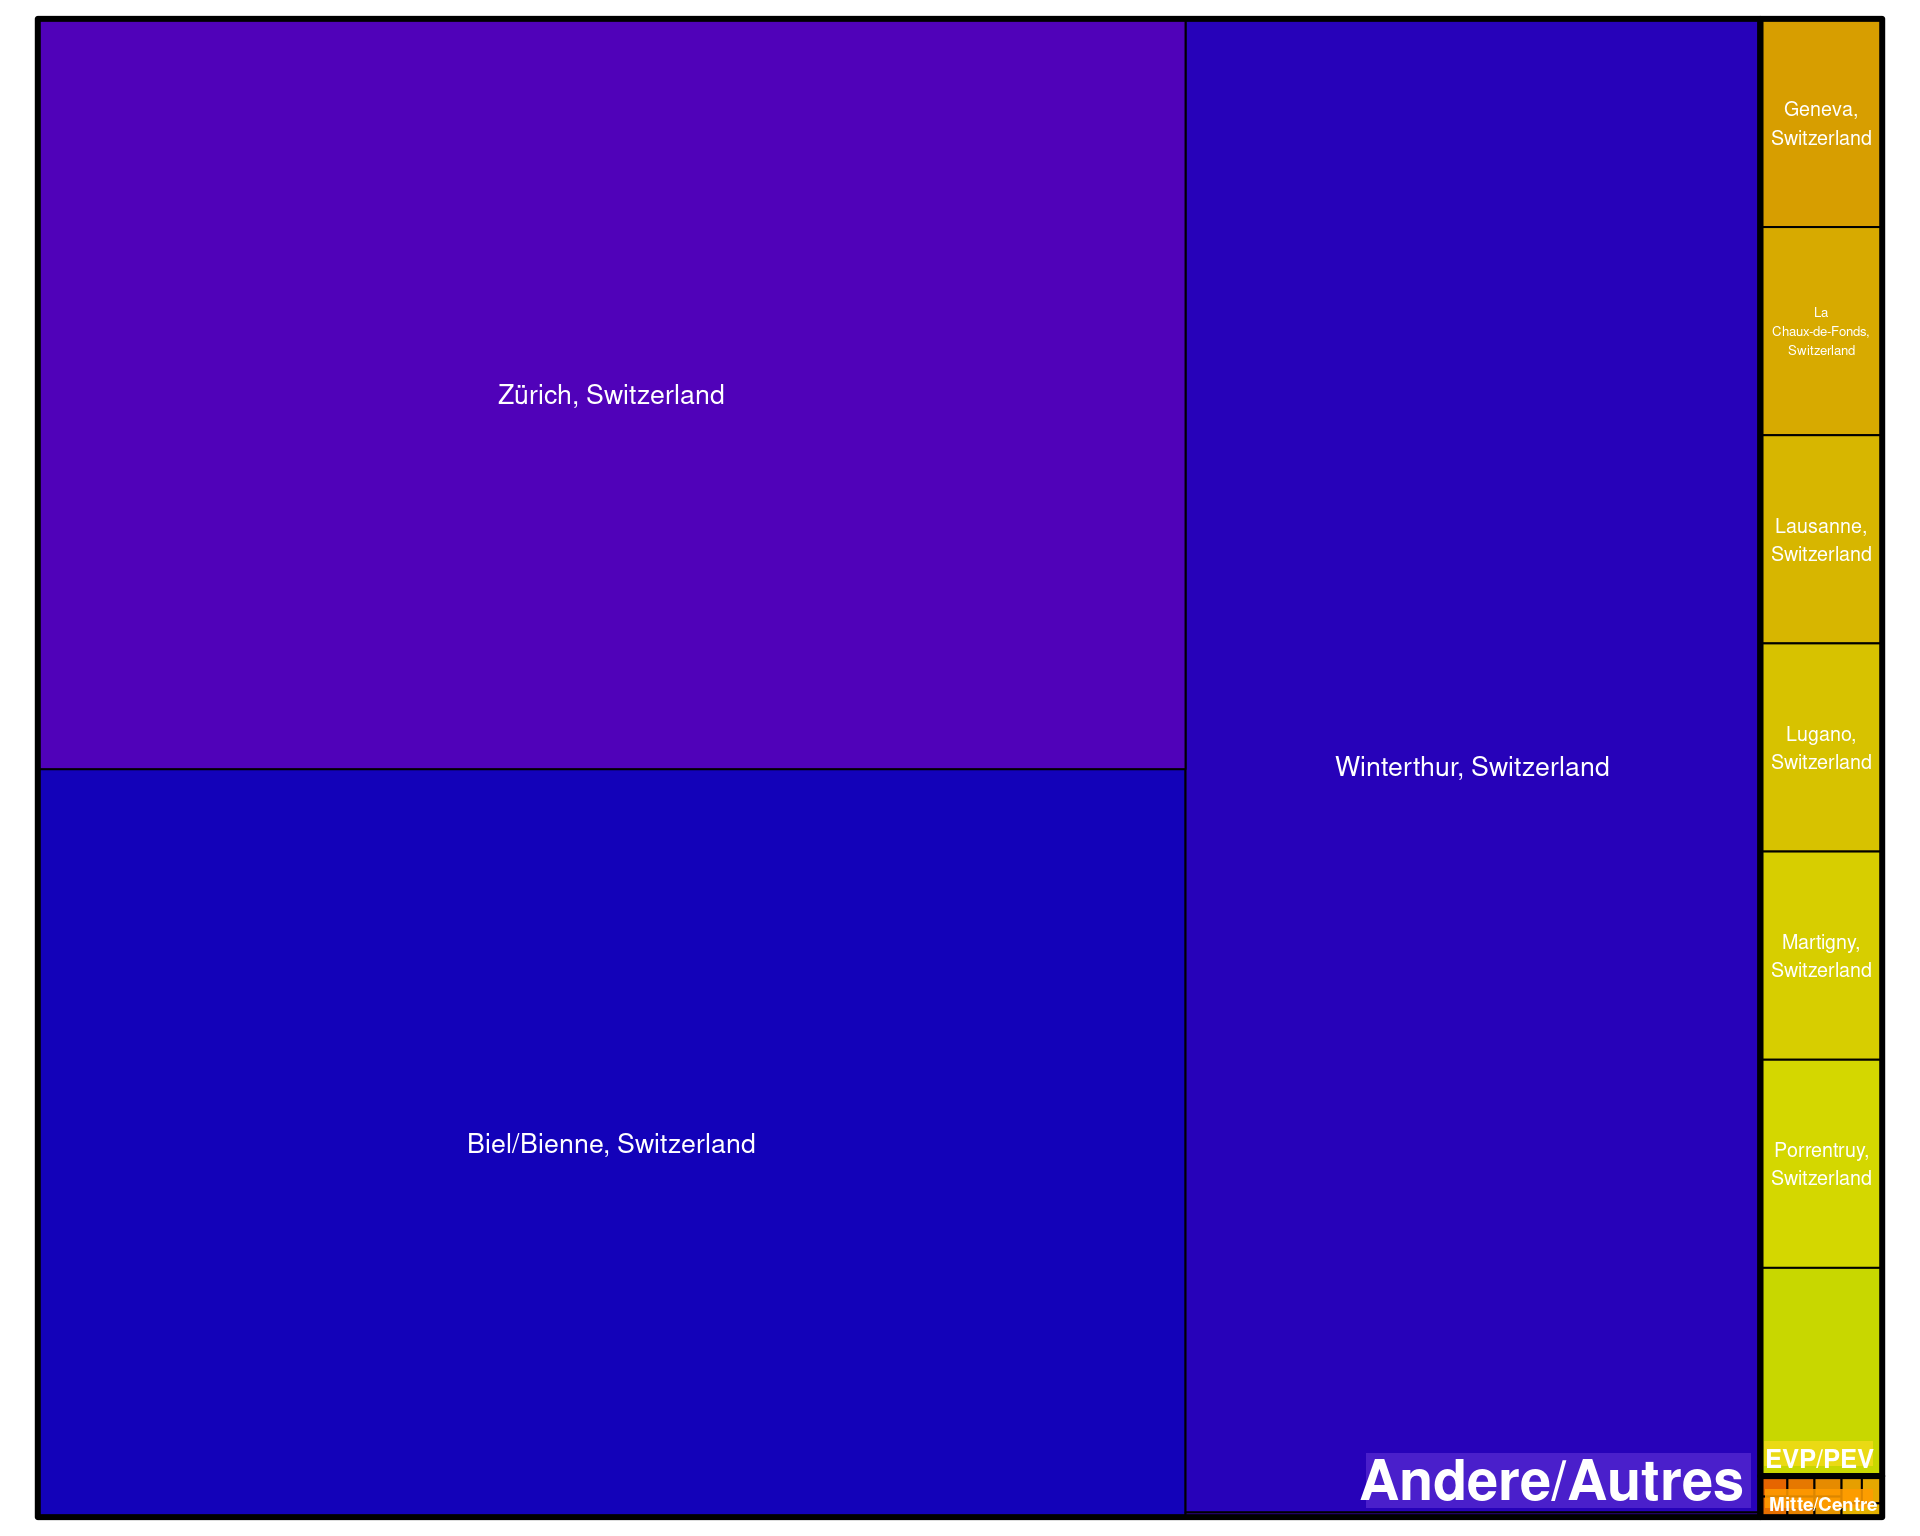 Zürich, Switzerland
Biel/Bienne, Switzerland
Winterthur, Switzerland
Andere/Autres
Geneva,
Switzerland
La
Chaux-de-Fonds,
Switzerland
Lausanne,
Switzerland
Lugano,
Switzerland
Martigny,
Switzerland
Porrentruy,
Switzerland
EVP/PEV
Mitte/Centre